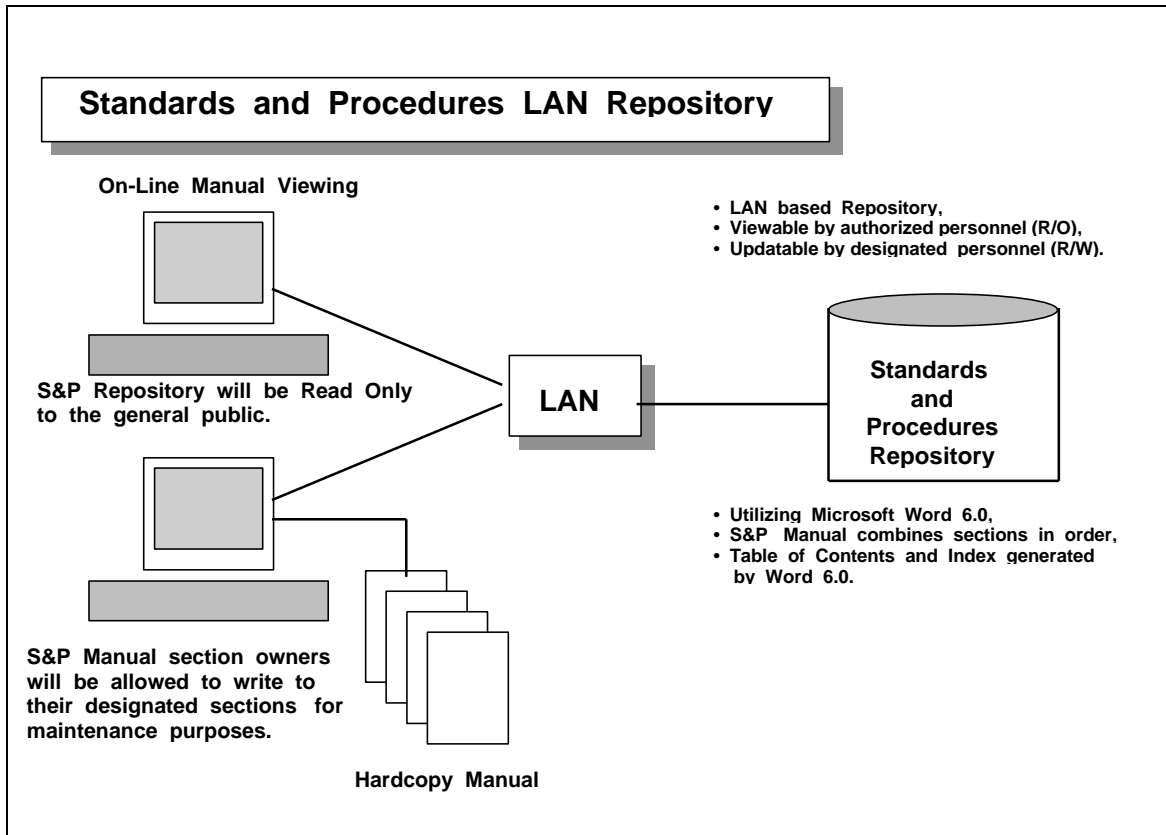 Standards and Procedures LAN Repository
On-Line Manual Viewing
S&P Repository will be Read Only
to the general public.
• LAN based Repository,
• Viewable by authorized personnel (R/O),
• Updatable by designated personnel (R/W).
LAN
Standards
and
Procedures
Repository
• Utilizing Microsoft Word 6.0,
• S&P Manual combines sections in order,
• Table of Contents and Index generated
by Word 6.0.
S&P Manual section owners
will be allowed to write to
their designated sections for
maintenance purposes.
Hardcopy Manual